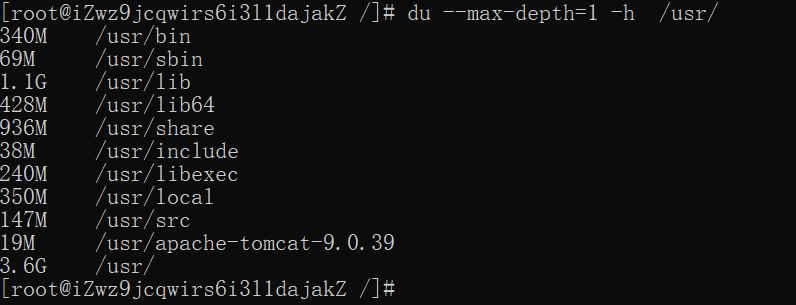 [root@iZwz9jcqwirs6i3lldajakZ /]# du --max-depth=1 -h  /usr/
340M    /usr/bin
69M     /usr/sbin
1.1G    /usr/lib
428M    /usr/lib64
936M    /usr/share
38M     /usr/include
240M    /usr/libexec
350M    /usr/local
147M    /usr/src
19M     /usr/apache-tomcat-9.0.39
3.6G    /usr/
[root@iZwz9jcqwirs6i3lldajakZ /]#